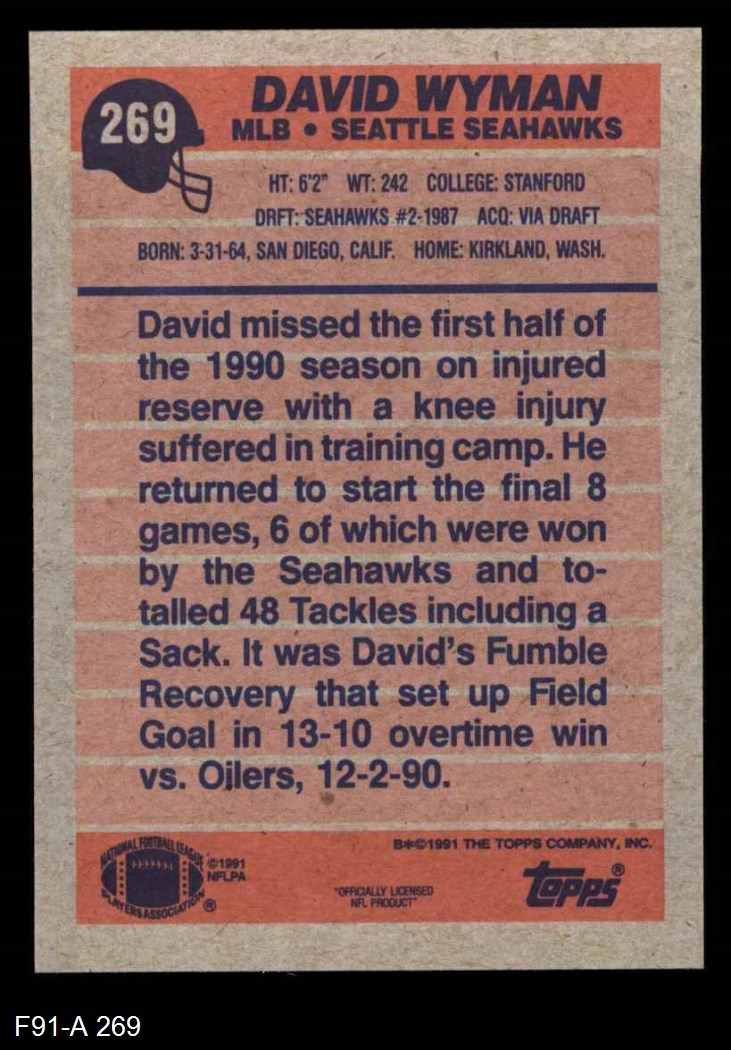 269
DAVID WYMAN
MLB • SEATTLE SEAHAWKS
HT: 6'2" WT: 242 COLLEGE: STANFORD
DRFT: SEAHAWKS #2-1987 ACQ: VIA DRAFT
BORN: 3-31-64, SAN DIEGO, CALIF. HOME: KIRKLAND, WASH.
David missed the first half of
the 1990 season on injured
reserve with a knee injury
suffered in training camp. He
returned to start the final 8
games, 6 of which were won
by the Seahawks and to-
talled 48 Tackles including a
Sack. It was David's Fumble
Recovery that set up Field
Goal in 13-10 overtime win
vs. Oilers, 12-2-90.
B*©1991 THE TOPPS COMPANY, INC.
NATIONAL FOOTBALL LEAGUE
PLAYERS ASSOCIATION ®
©1991
NFLPA
"OFFICIALLY LICENSED
NFL PRODUCT"
topps®
F91-A 269